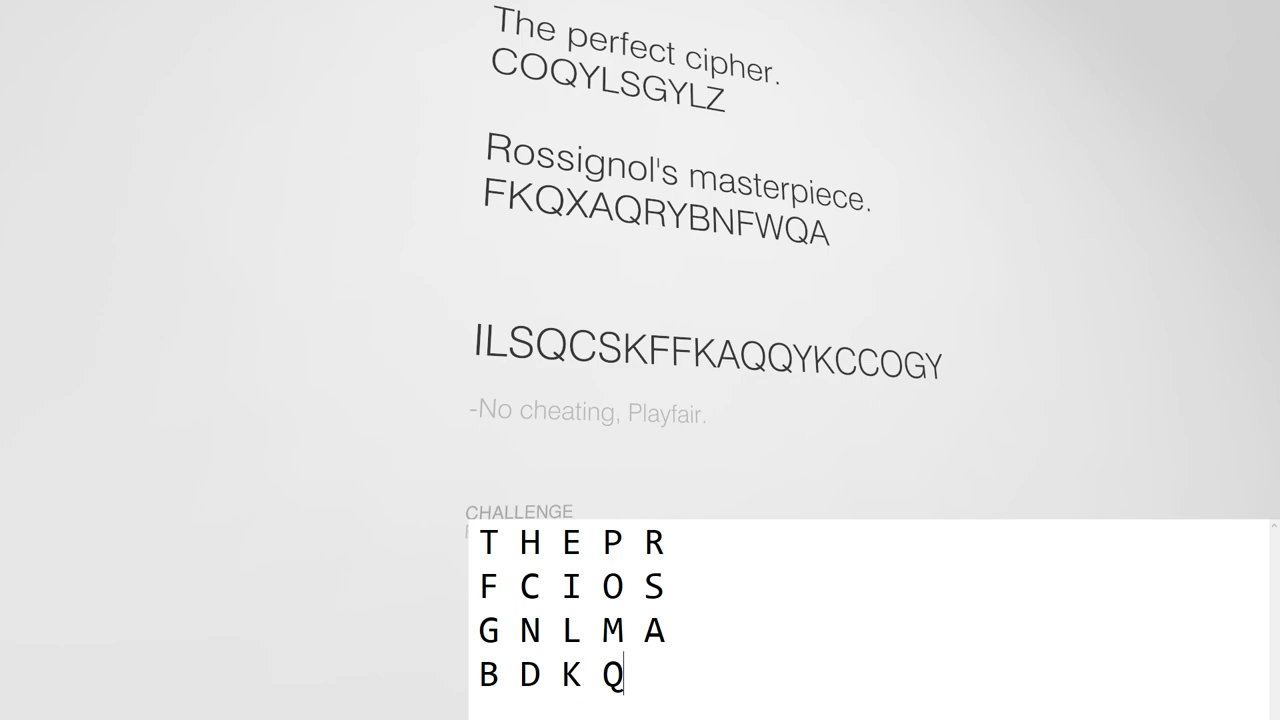 The perfect cipher.
COQYLSGYLZ
Rossignol's masterpiece.
FKQXAQRYBNFWQA
ILSQCSKFFKAQQYKCCOGY
-No cheating, Playfair.
CHALLENGE
T H E P R
F C I O S
G N L M A
B D K Q